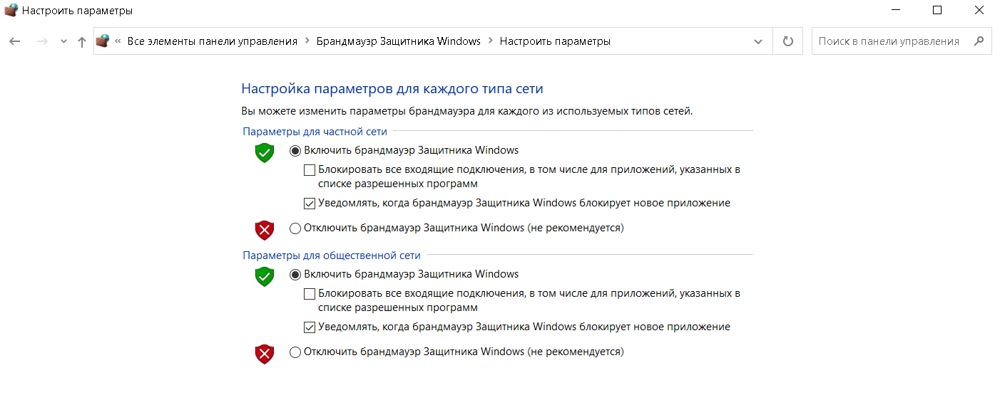 Настроить параметры
« Все элементы панели управления > Брандмауэр Защитника Windows > Настроить параметры
Поиск в панели управления
Настройка параметров для каждого типа сети
Вы можете изменить параметры брандмауэра для каждого из используемых типов сетей.
Параметры для частной сети
Включить брандмауэр Защитника Windows
Блокировать все входящие подключения, в том числе для приложений, указанных в
списке разрешенных программ
Уведомлять, когда брандмауэр Защитника Windows блокирует новое приложение
Отключить брандмауэр Защитника Windows (не рекомендуется)
Параметры для общественной сети
Включить брандмауэр Защитника Windows
Блокировать все входящие подключения, в том числе для приложений, указанных в
списке разрешенных программ
Уведомлять, когда брандмауэр Защитника Windows блокирует новое приложение
Отключить брандмауэр Защитника Windows (не рекомендуется)